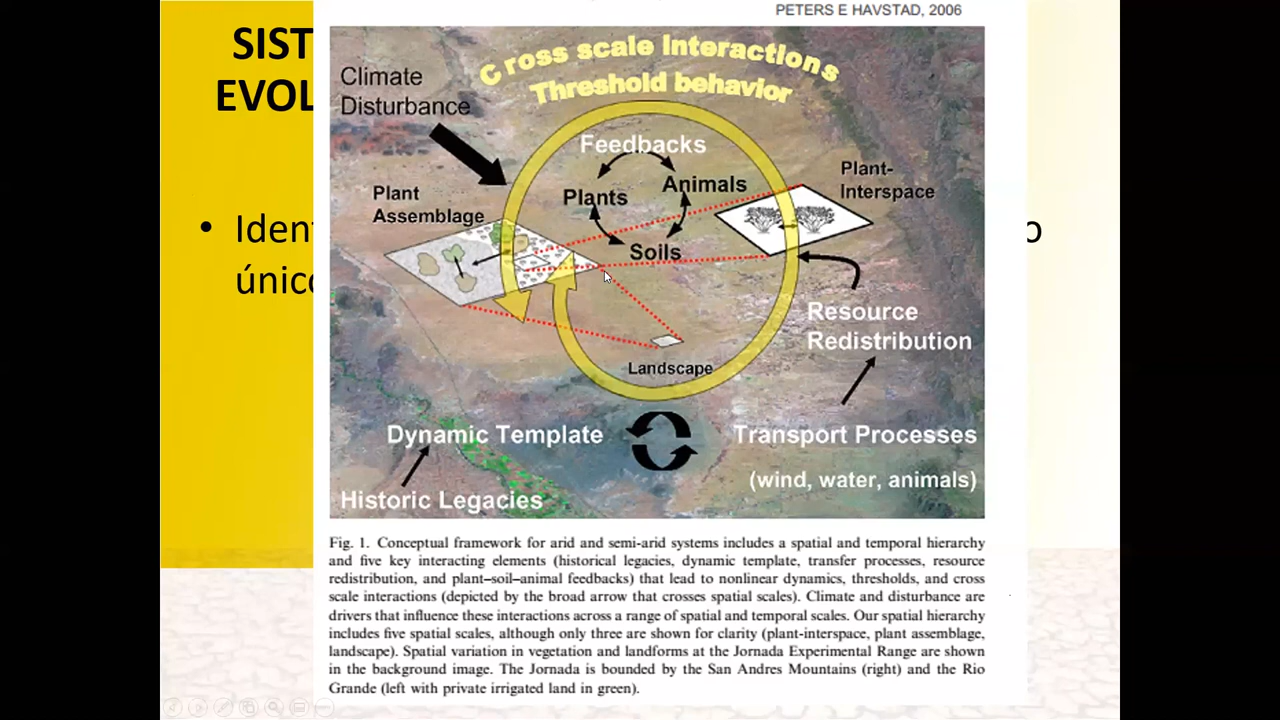 PETERS E HAVSTAD, 2006
SIST
EVOL
Cross scale interactions
Threshold behavior
Climate
Disturbance
Feedbacks
Plants
Animals
Soils
Plant
Assemblage
Plant-
Interspace
Iden
o
únic
Resource
Redistribution
Landscape
Dynamic Template
Transport Processes
(wind, water, animals)
Historic Legacies
Fig. 1. Conceptual framework for arid and semi-arid systems includes a spatial and temporal hierarchy
and five key interacting elements (historical legacies, dynamic template, transfer processes, resource
redistribution, and plant–soil–animal feedbacks) that lead to nonlinear dynamics, thresholds, and cross
scale interactions (depicted by the broad arrow that crosses spatial scales). Climate and disturbance are
drivers that influence these interactions across a range of spatial and temporal scales. Our spatial hierarchy
includes five spatial scales, although only three are shown for clarity (plant-interspace, plant assemblage,
landscape). Spatial variation in vegetation and landforms at the Jornada Experimental Range are shown
in the background image. The Jornada is bounded by the San Andres Mountains (right) and the Rio
Grande (left with private irrigated land in green).